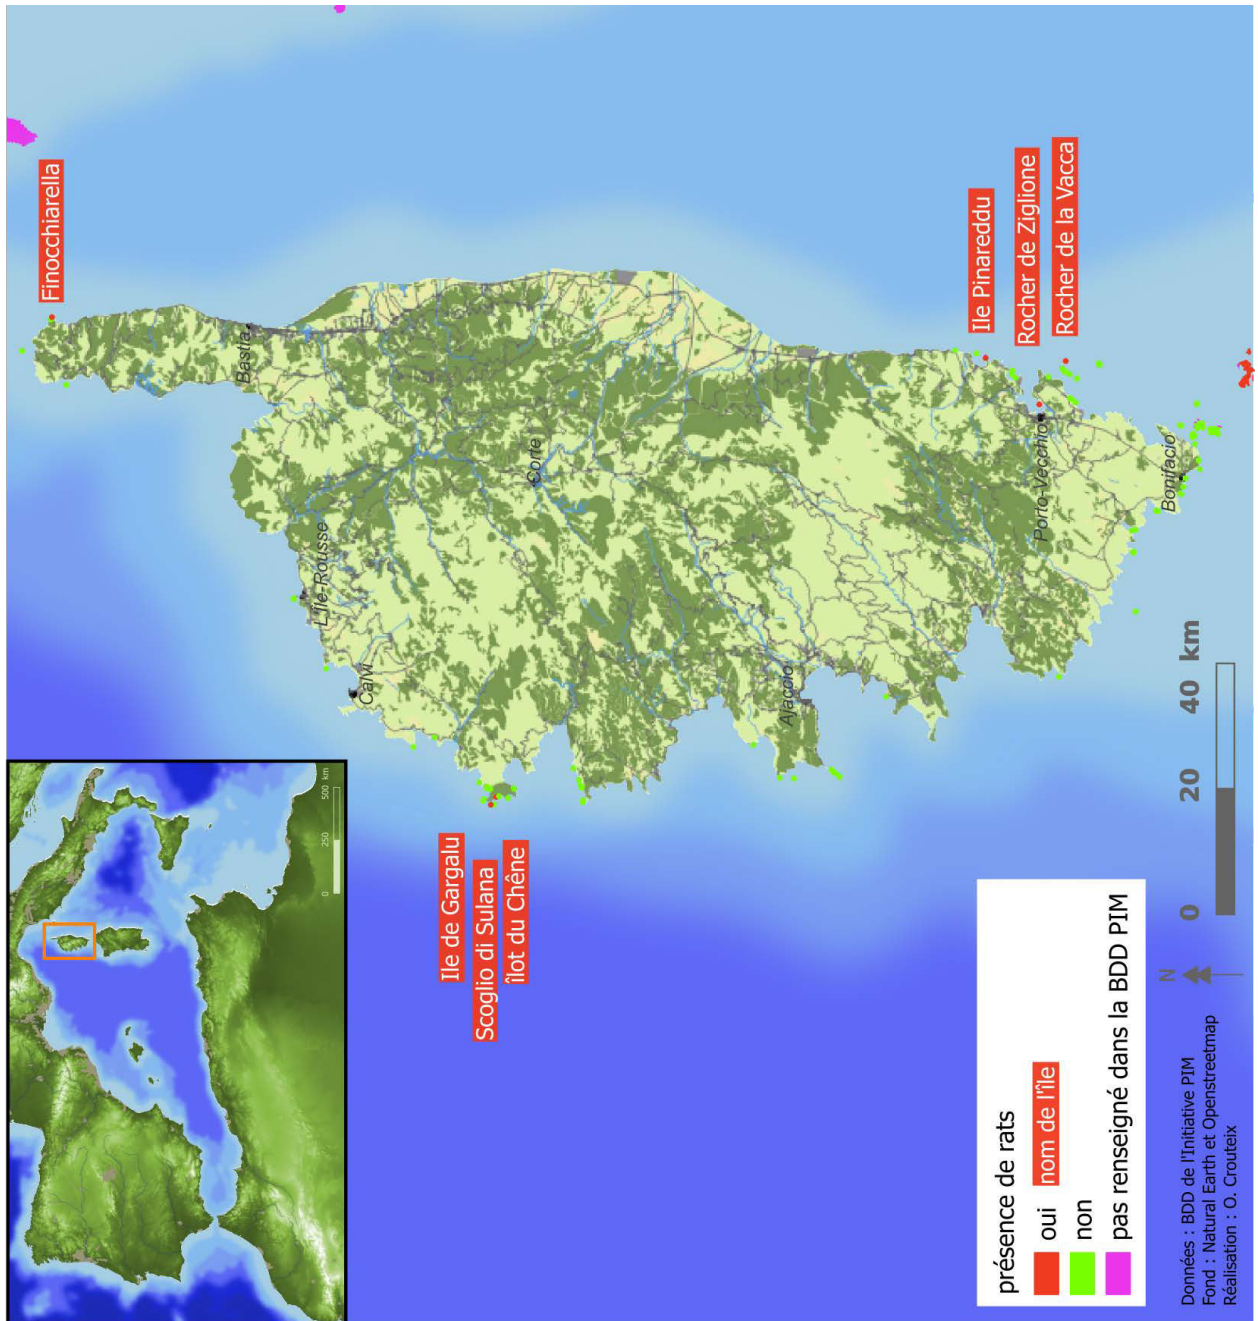 Finocchiarella
Bastia
L'Ile-Rousse
Calvi
Corte
Ile de Gargalu
Scoglio di Sulana
îlot du Chêne
Ajaccio
Ile Pinareddu
Rocher de Ziglione
Rocher de la Vacca
Porto-Vecchio
Bonifacio
0 250 500 km
présence de rats
oui nom de l'île
non
pas renseigné dans la BDD PIM
N
0 20 40 km
Données : BDD de l'Initiative PIM
Fond : Natural Earth et Openstreetmap
Réalisation : O. Crouteix